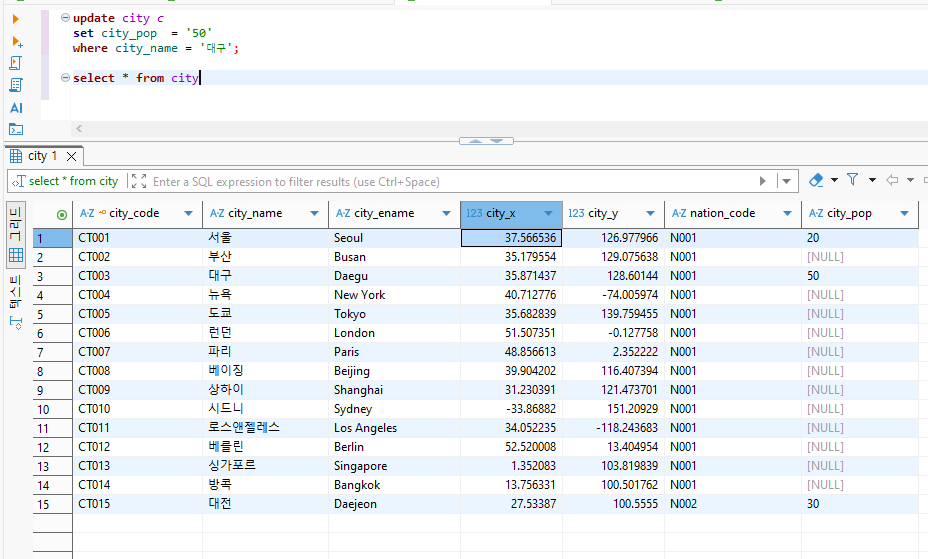 update city c
set city_pop = '50'
where city_name = '대구';
select * from city
AI
city 1
select * from city Enter a SQL expression to filter results (use Ctrl+Space)
그리드
텍스트
A-Z city_code A-Z city_name A-Z city_ename 123 city_x 123 city_y A-Z nation_code A-Z city_pop
1 CT001 서울 Seoul 37.566536 126.977966 N001 20
2 CT002 부산 Busan 35.179554 129.075638 N001 [NULL]
3 CT003 대구 Daegu 35.871437 128.60144 N001 50
4 CT004 뉴욕 New York 40.712776 -74.005974 N001 [NULL]
5 CT005 도쿄 Tokyo 35.682839 139.759455 N001 [NULL]
6 CT006 런던 London 51.507351 -0.127758 N001 [NULL]
7 CT007 파리 Paris 48.856613 2.352222 N001 [NULL]
8 CT008 베이징 Beijing 39.904202 116.407394 N001 [NULL]
9 CT009 상하이 Shanghai 31.230391 121.473701 N001 [NULL]
10 CT010 시드니 Sydney -33.86882 151.20929 N001 [NULL]
11 CT011 로스앤젤레스 Los Angeles 34.052235 -118.243683 N001 [NULL]
12 CT012 베를린 Berlin 52.520008 13.404954 N001 [NULL]
13 CT013 싱가포르 Singapore 1.352083 103.819839 N001 [NULL]
14 CT014 방콕 Bangkok 13.756331 100.501762 N001 [NULL]
15 CT015 대전 Daejeon 27.53387 100.5555 N002 30